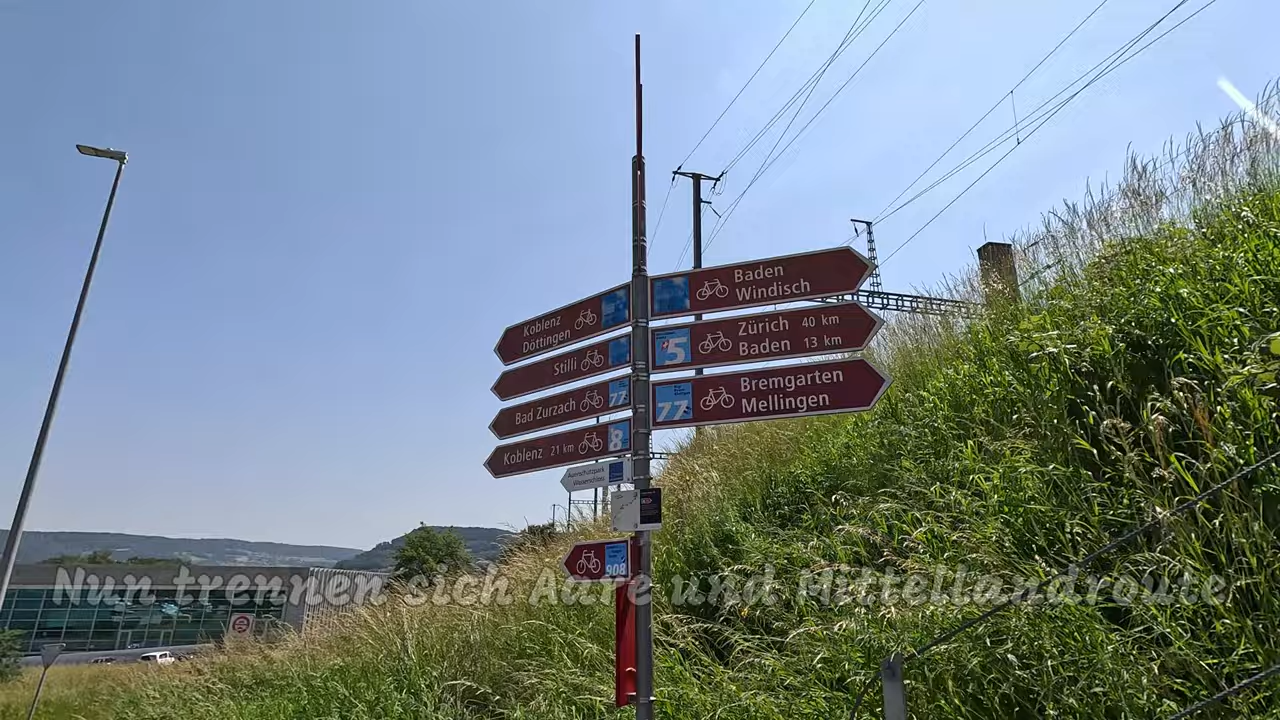 Baden
Windisch
5
Zürich 40 km
Baden 13 km
77
Bremgarten
Mellingen
Koblenz
Döttingen
Stilli
Bad Zurzach 77
Koblenz 21 km 8
908
Nun trennen sich Aare und Mittellandroute